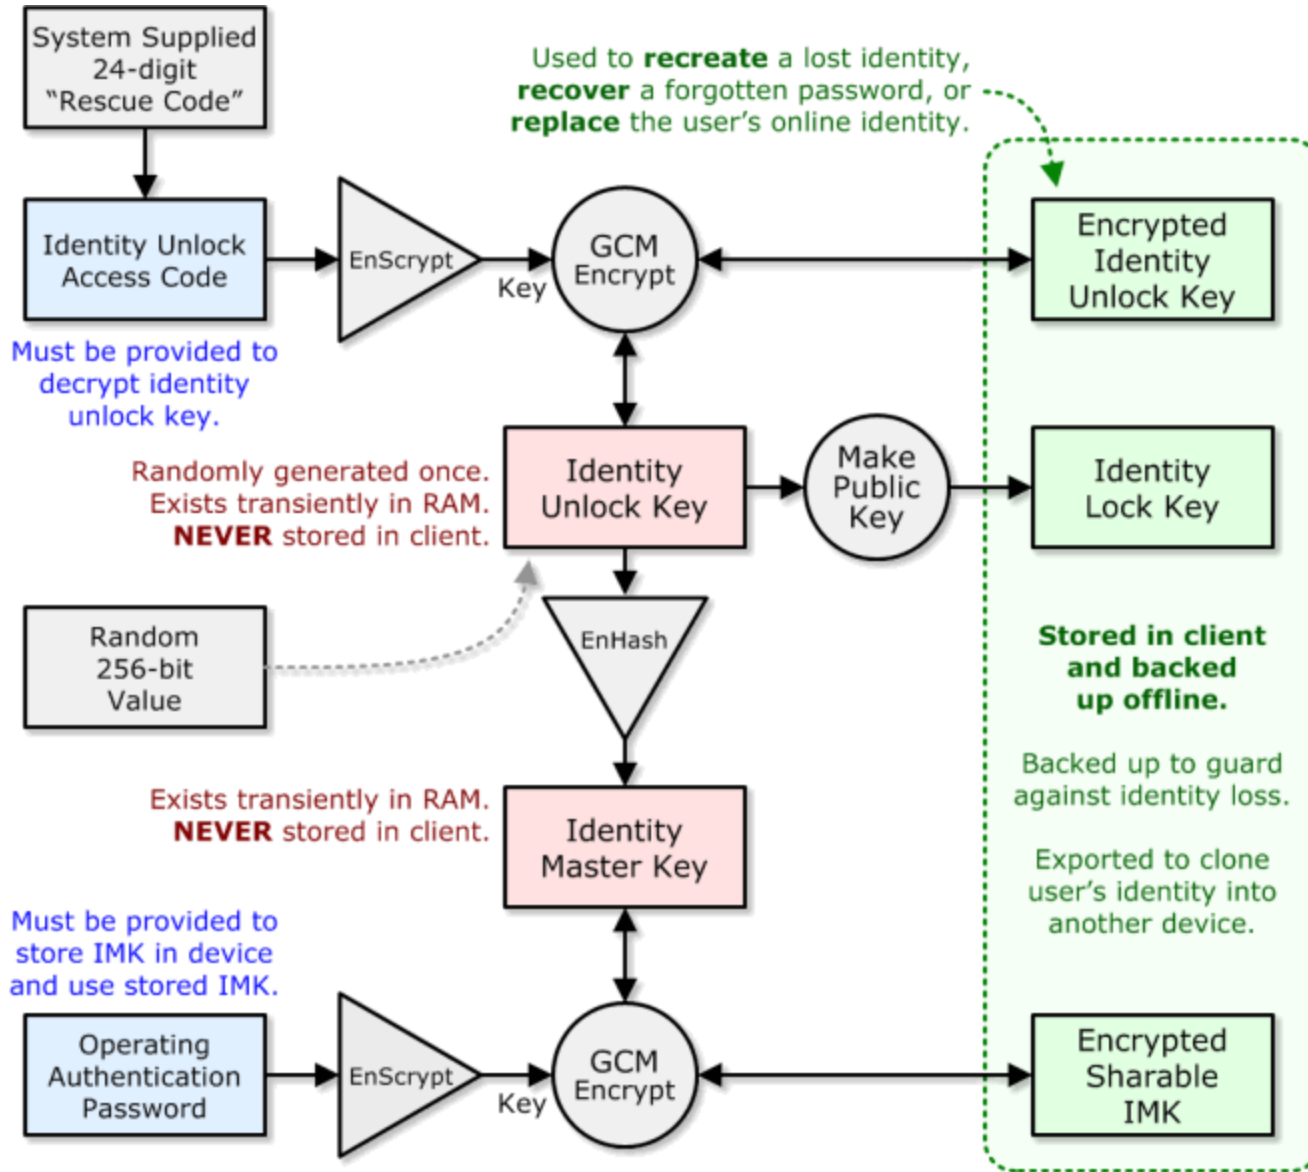 System Supplied
24-digit
“Rescue Code”
Used to recreate a lost identity,
recover a forgotten password, or
replace the user’s online identity.
Identity Unlock
Access Code
EnScrypt
Key
GCM
Encrypt
Encrypted
Identity
Unlock Key
Must be provided to
decrypt identity
unlock key.
Randomly generated once.
Exists transiently in RAM.
NEVER stored in client.
Identity
Unlock Key
Make
Public
Key
Identity
Lock Key
Random
256-bit
Value
EnHash
Stored in client
and backed
up offline.
Backed up to guard
against identity loss.
Exported to clone
user’s identity into
another device.
Exists transiently in RAM.
NEVER stored in client.
Identity
Master Key
Must be provided to
store IMK in device
and use stored IMK.
Operating
Authentication
Password
EnScrypt
Key
GCM
Encrypt
Encrypted
Sharable
IMK